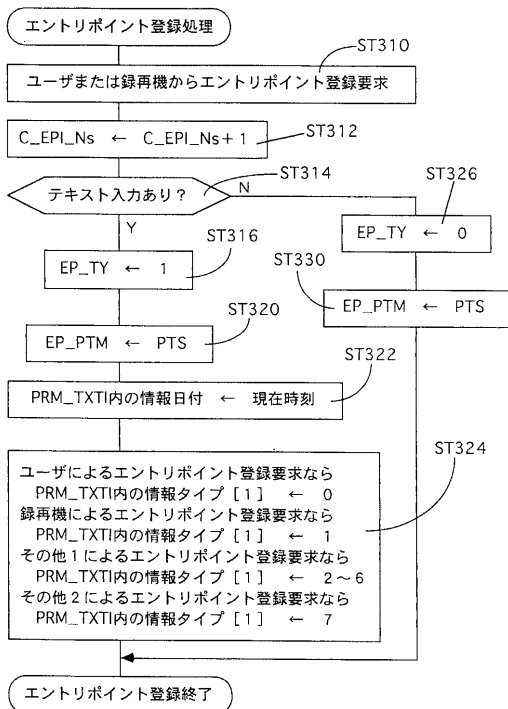 エントリポイント登録処理
ST310
ユーザまたは録再機からエントリポイント登録要求
C_EPI_Ns ← C_EPI_Ns+1
ST312
テキスト入力あり？
ST314
N
Y
ST326
EP_TY ← 0
ST316
EP_TY ← 1
ST330
EP_PTM ← PTS
ST320
EP_PTM ← PTS
ST322
PRM_TXTI内の情報日付 ← 現在時刻
ST324
ユーザによるエントリポイント登録要求なら
PRM_TXTI内の情報タイプ［1］ ← 0
録再機によるエントリポイント登録要求なら
PRM_TXTI内の情報タイプ［1］ ← 1
その他1によるエントリポイント登録要求なら
PRM_TXTI内の情報タイプ［1］ ← 2～6
その他2によるエントリポイント登録要求なら
PRM_TXTI内の情報タイプ［1］ ← 7
エントリポイント登録終了